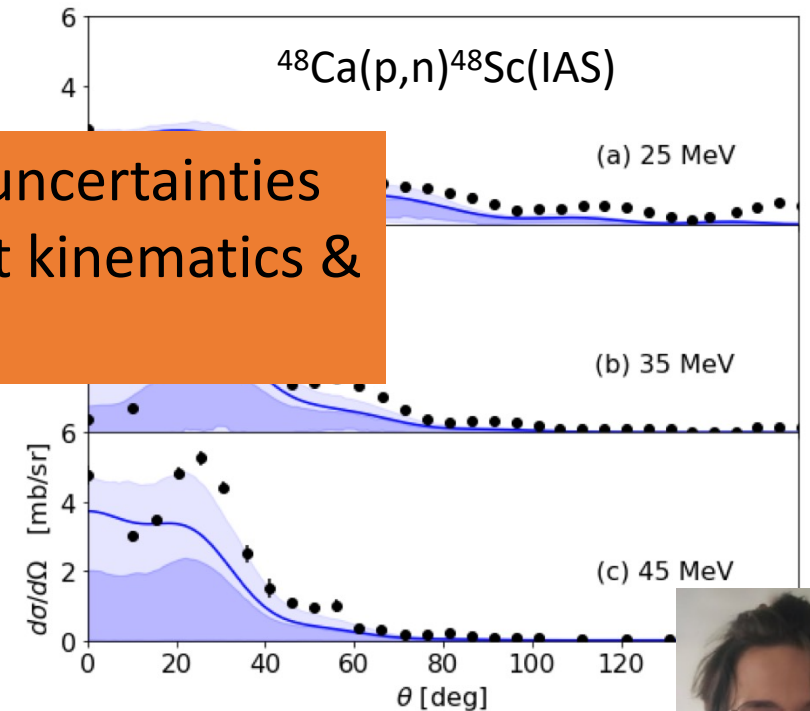 6
⁴⁸Ca(p,n)⁴⁸Sc(IAS)
4
(a) 25 MeV
uncertainties
t kinematics &
(b) 35 MeV
6
4
2
0
dσ/dΩ [mb/sr]
(c) 45 MeV
0 20 40 60 80 100 120
θ [deg]